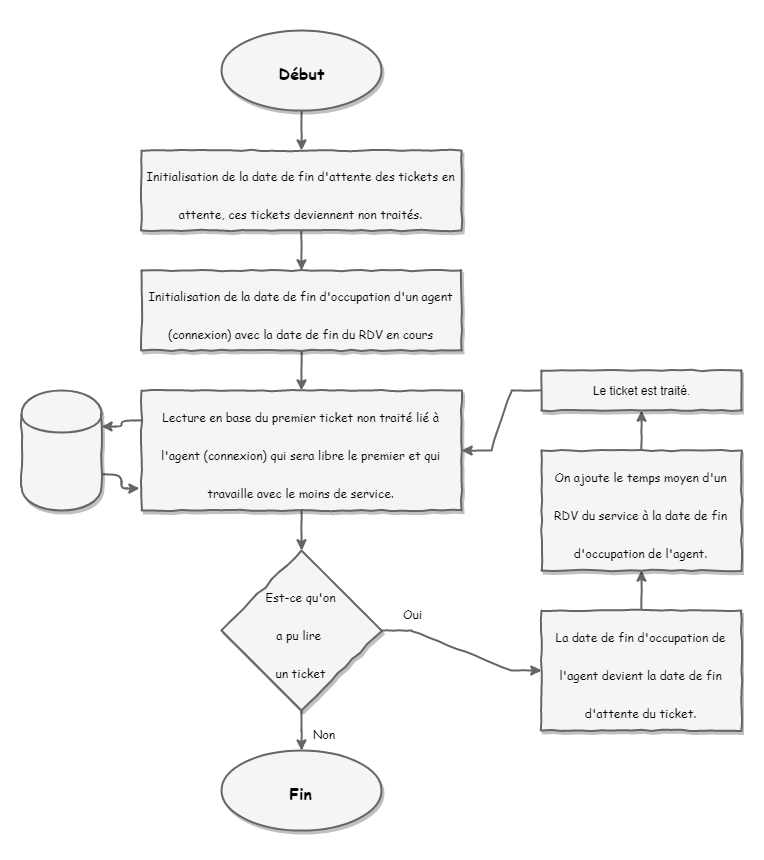 Début
Initialisation de la date de fin d'attente des tickets en
attente, ces tickets deviennent non traités.
Initialisation de la date de fin d'occupation d'un agent
(connexion) avec la date de fin du RDV en cours
Lecture en base du premier ticket non traité lié à
l'agent (connexion) qui sera libre le premier et qui
travaille avec le moins de service.
Est-ce qu'on
a pu lire
un ticket
Oui
La date de fin d'occupation de
l'agent devient la date de fin
d'attente du ticket.
On ajoute le temps moyen d'un
RDV du service à la date de fin
d'occupation de l'agent.
Le ticket est traité.
Non
Fin